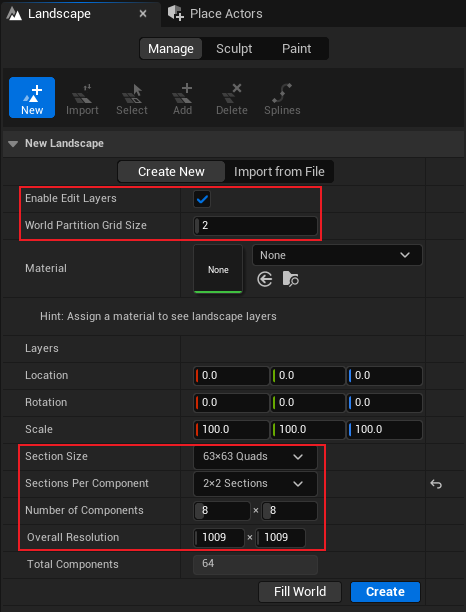 Landscape × Place Actors
Manage Sculpt Paint
New Import Select Add Delete Splines
New Landscape
Create New Import from File
Enable Edit Layers
World Partition Grid Size 2
Material None None
Hint: Assign a material to see landscape layers
Layers
Location 0.0 0.0 0.0
Rotation 0.0 0.0 0.0
Scale 100.0 100.0 100.0
Section Size 63×63 Quads
Sections Per Component 2×2 Sections
Number of Components 8 × 8
Overall Resolution 1009 × 1009
Total Components 64
Fill World Create